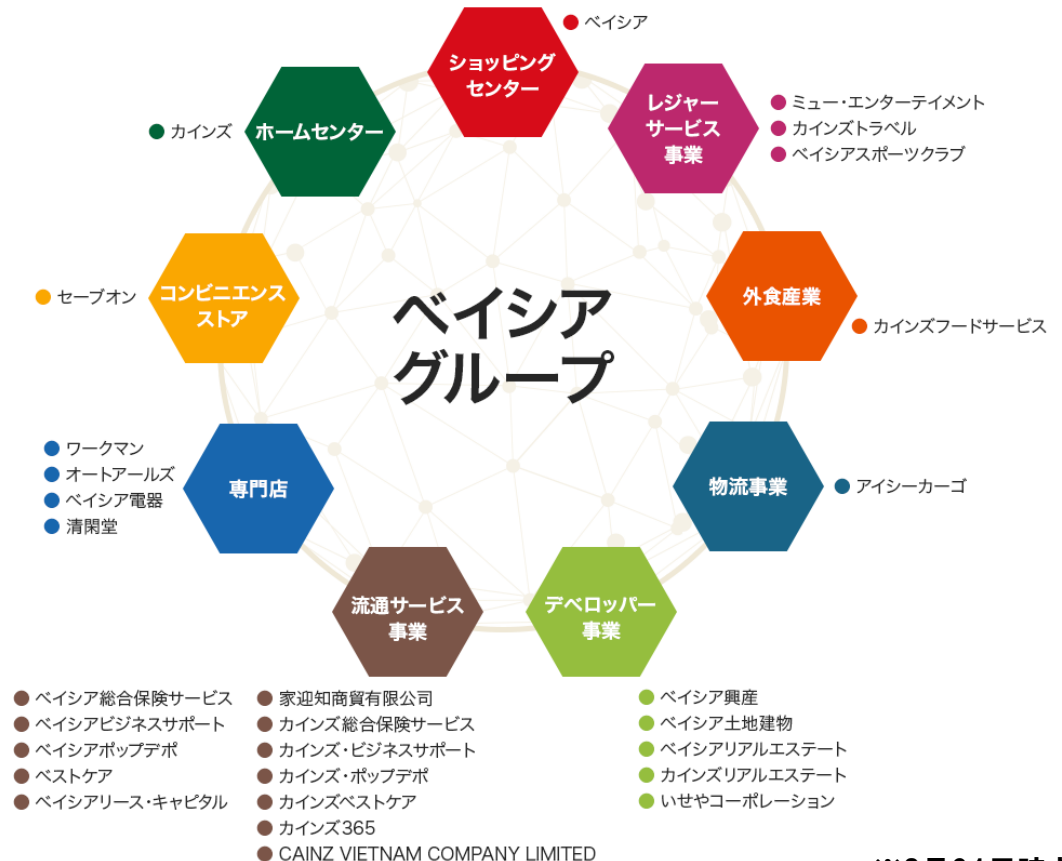 ベイシア
ショッピング
センター
レジャー
サービス
事業
ミュー・エンターテイメント
カインズトラベル
ベイシアスポーツクラブ
カインズ
ホームセンター
セーブオン
コンビニエンス
ストア
ベイシア
グループ
外食産業
カインズフードサービス
ワークマン
オートアールズ
ベイシア電器
清閑堂
専門店
物流事業
アイシーカーゴ
流通サービス
事業
デベロッパー
事業
ベイシア総合保険サービス
ベイシアビジネスサポート
ベイシアポップデポ
ベストケア
ベイシアリース・キャピタル
家迎知商貿有限公司
カインズ総合保険サービス
カインズ・ビジネスサポート
カインズ・ポップデポ
カインズベストケア
カインズ365
CAINZ VIETNAM COMPANY LIMITED
ベイシア興産
ベイシア土地建物
ベイシアリアルエステート
カインズリアルエステート
いせやコーポレーション